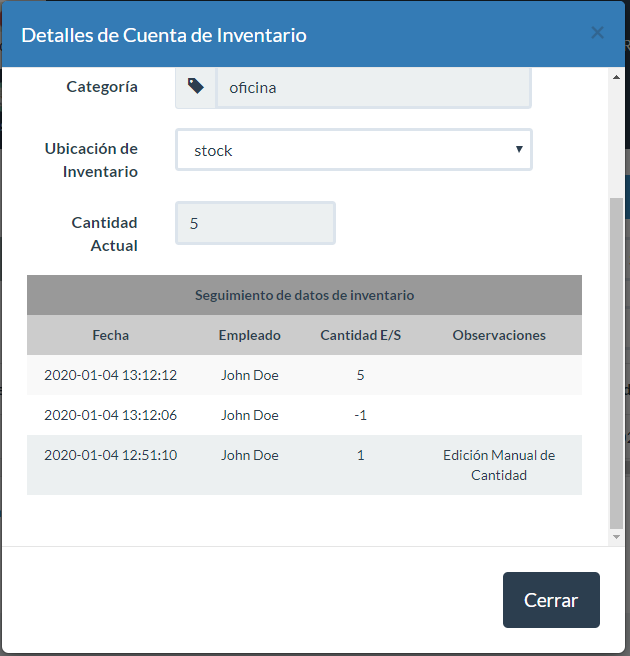 Detalles de Cuenta de Inventario ×
Categoría oficina
Ubicación de
Inventario
stock
Cantidad
Actual
5
Seguimiento de datos de inventario
Fecha Empleado Cantidad E/S Observaciones
2020-01-04 13:12:12 John Doe 5
2020-01-04 13:12:06 John Doe -1
2020-01-04 12:51:10 John Doe 1 Edición Manual de
Cantidad
Cerrar